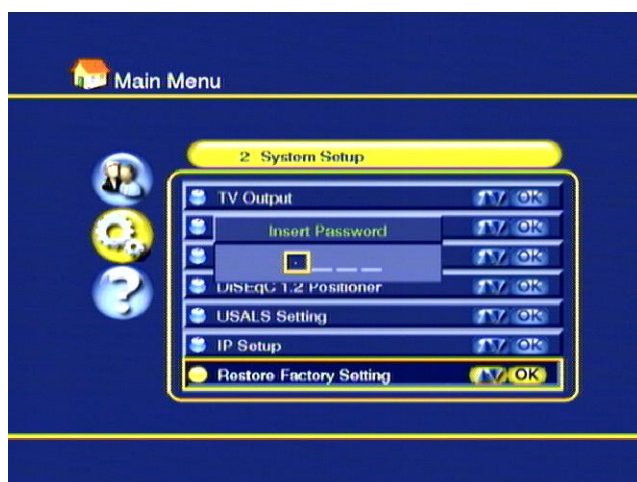 Main Menu
2 System Setup
TV Output OK
Insert Password OK
OK
DiSEqC 1.2 Positioner OK
USALS Setting OK
IP Setup OK
Restore Factory Setting OK